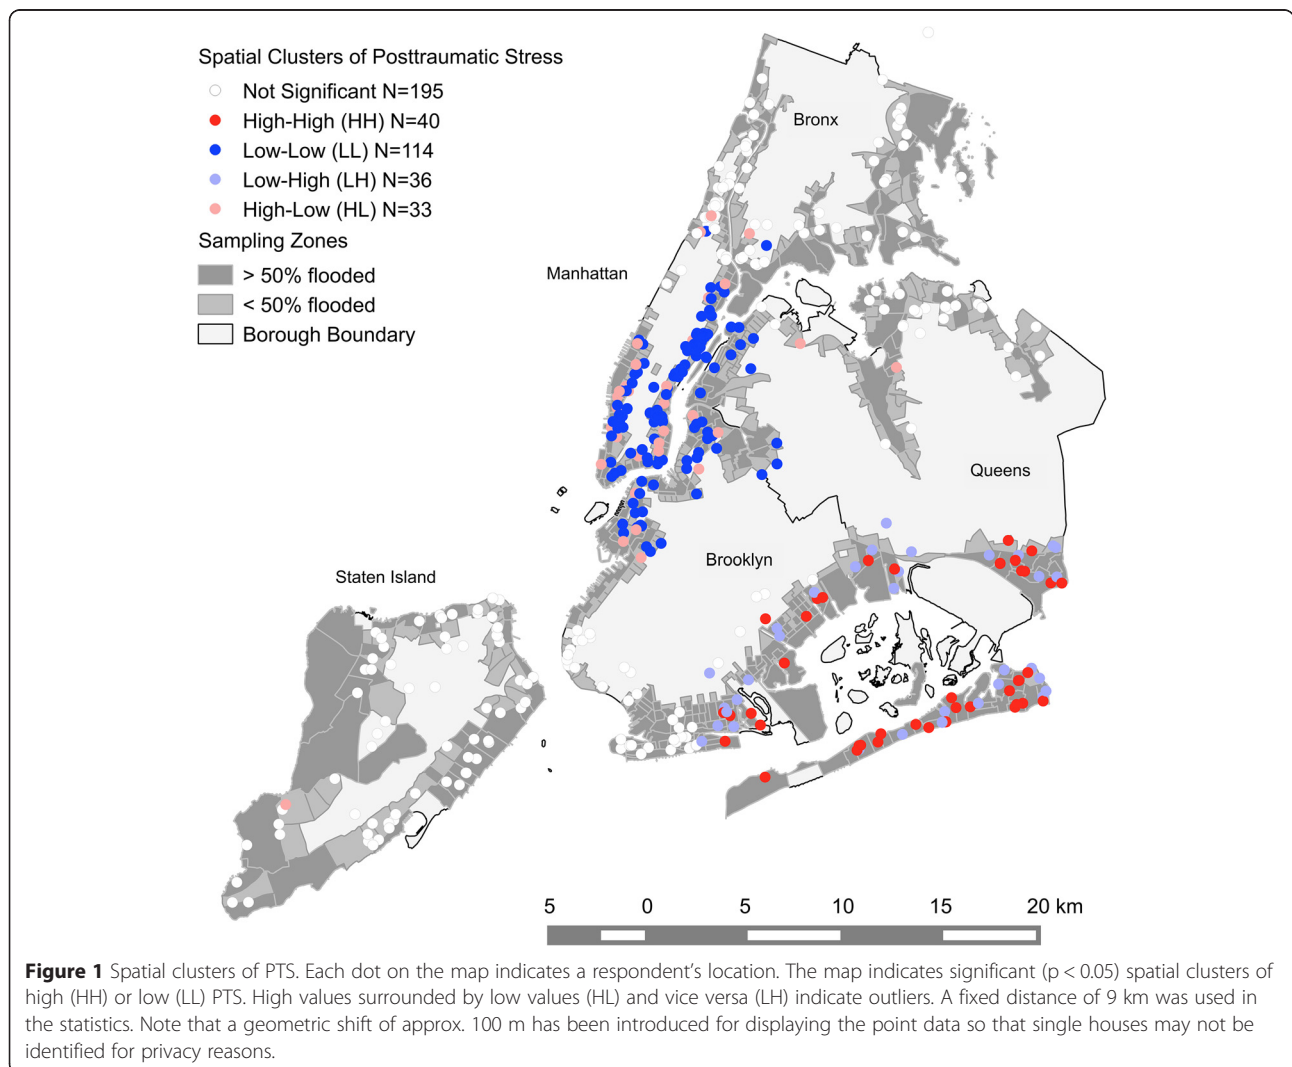 Spatial Clusters of Posttraumatic Stress
Not Significant N=195
High-High (HH) N=40
Low-Low (LL) N=114
Low-High (LH) N=36
High-Low (HL) N=33
Sampling Zones
> 50% flooded
< 50% flooded
Borough Boundary
Bronx
Manhattan
Queens
Brooklyn
Staten Island
5 0 5 10 15 20 km
Figure 1 Spatial clusters of PTS. Each dot on the map indicates a respondent's location. The map indicates significant (p < 0.05) spatial clusters of
high (HH) or low (LL) PTS. High values surrounded by low values (HL) and vice versa (LH) indicate outliers. A fixed distance of 9 km was used in
the statistics. Note that a geometric shift of approx. 100 m has been introduced for displaying the point data so that single houses may not be
identified for privacy reasons.